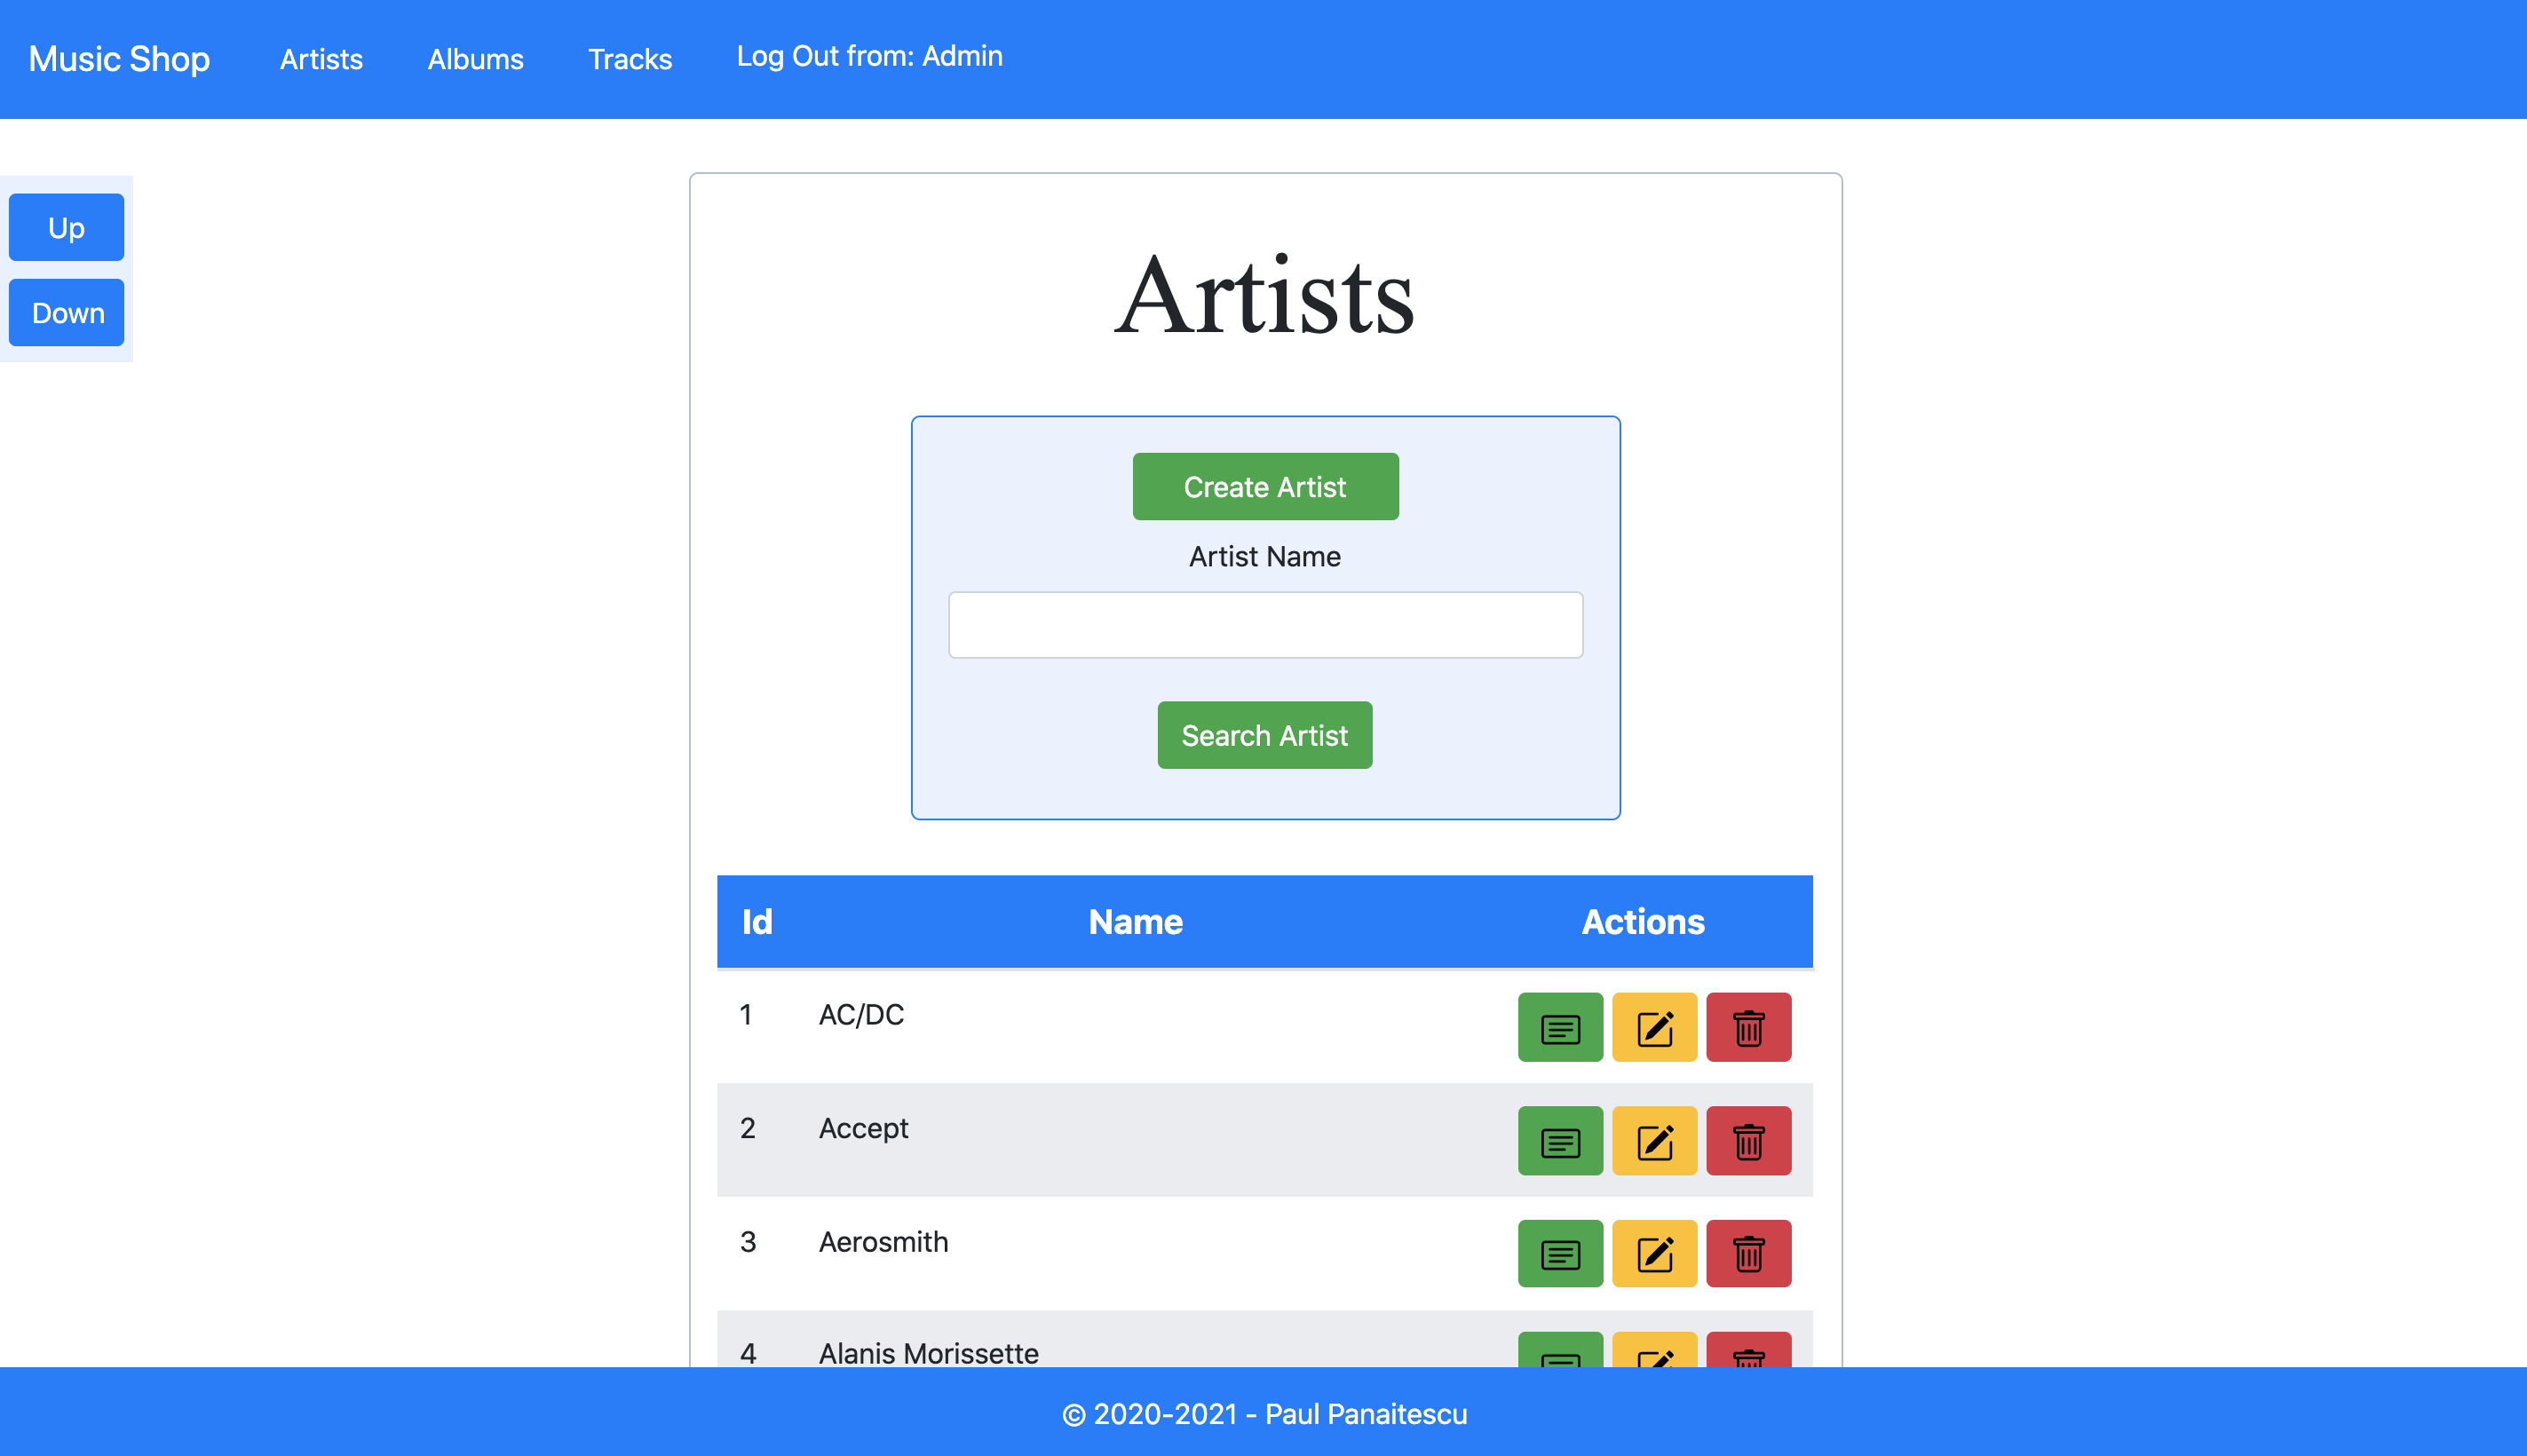 Music Shop Artists Albums Tracks Log Out from: Admin
Up
Down
Artists
Create Artist
Artist Name
Search Artist
Id Name Actions
1 AC/DC
2 Accept
3 Aerosmith
4 Alanis Morissette
© 2020-2021 - Paul Panaitescu